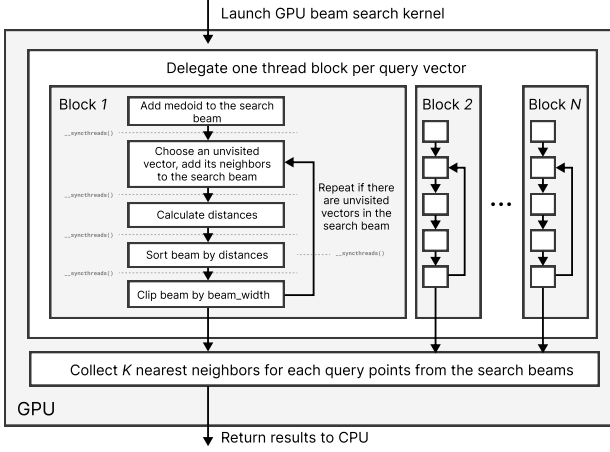 Launch GPU beam search kernel
Delegate one thread block per query vector
Block 1
Add medoid to the search
beam
__syncthreads()
Choose an unvisited
vector, add its neighbors
to the search beam
__syncthreads()
Calculate distances
__syncthreads()
Sort beam by distances
__syncthreads()
Clip beam by beam_width
Repeat if there
are unvisited
vectors in the
search beam
__syncthreads()
Block 2
...
Block N
Collect K nearest neighbors for each query points from the search beams
GPU
Return results to CPU